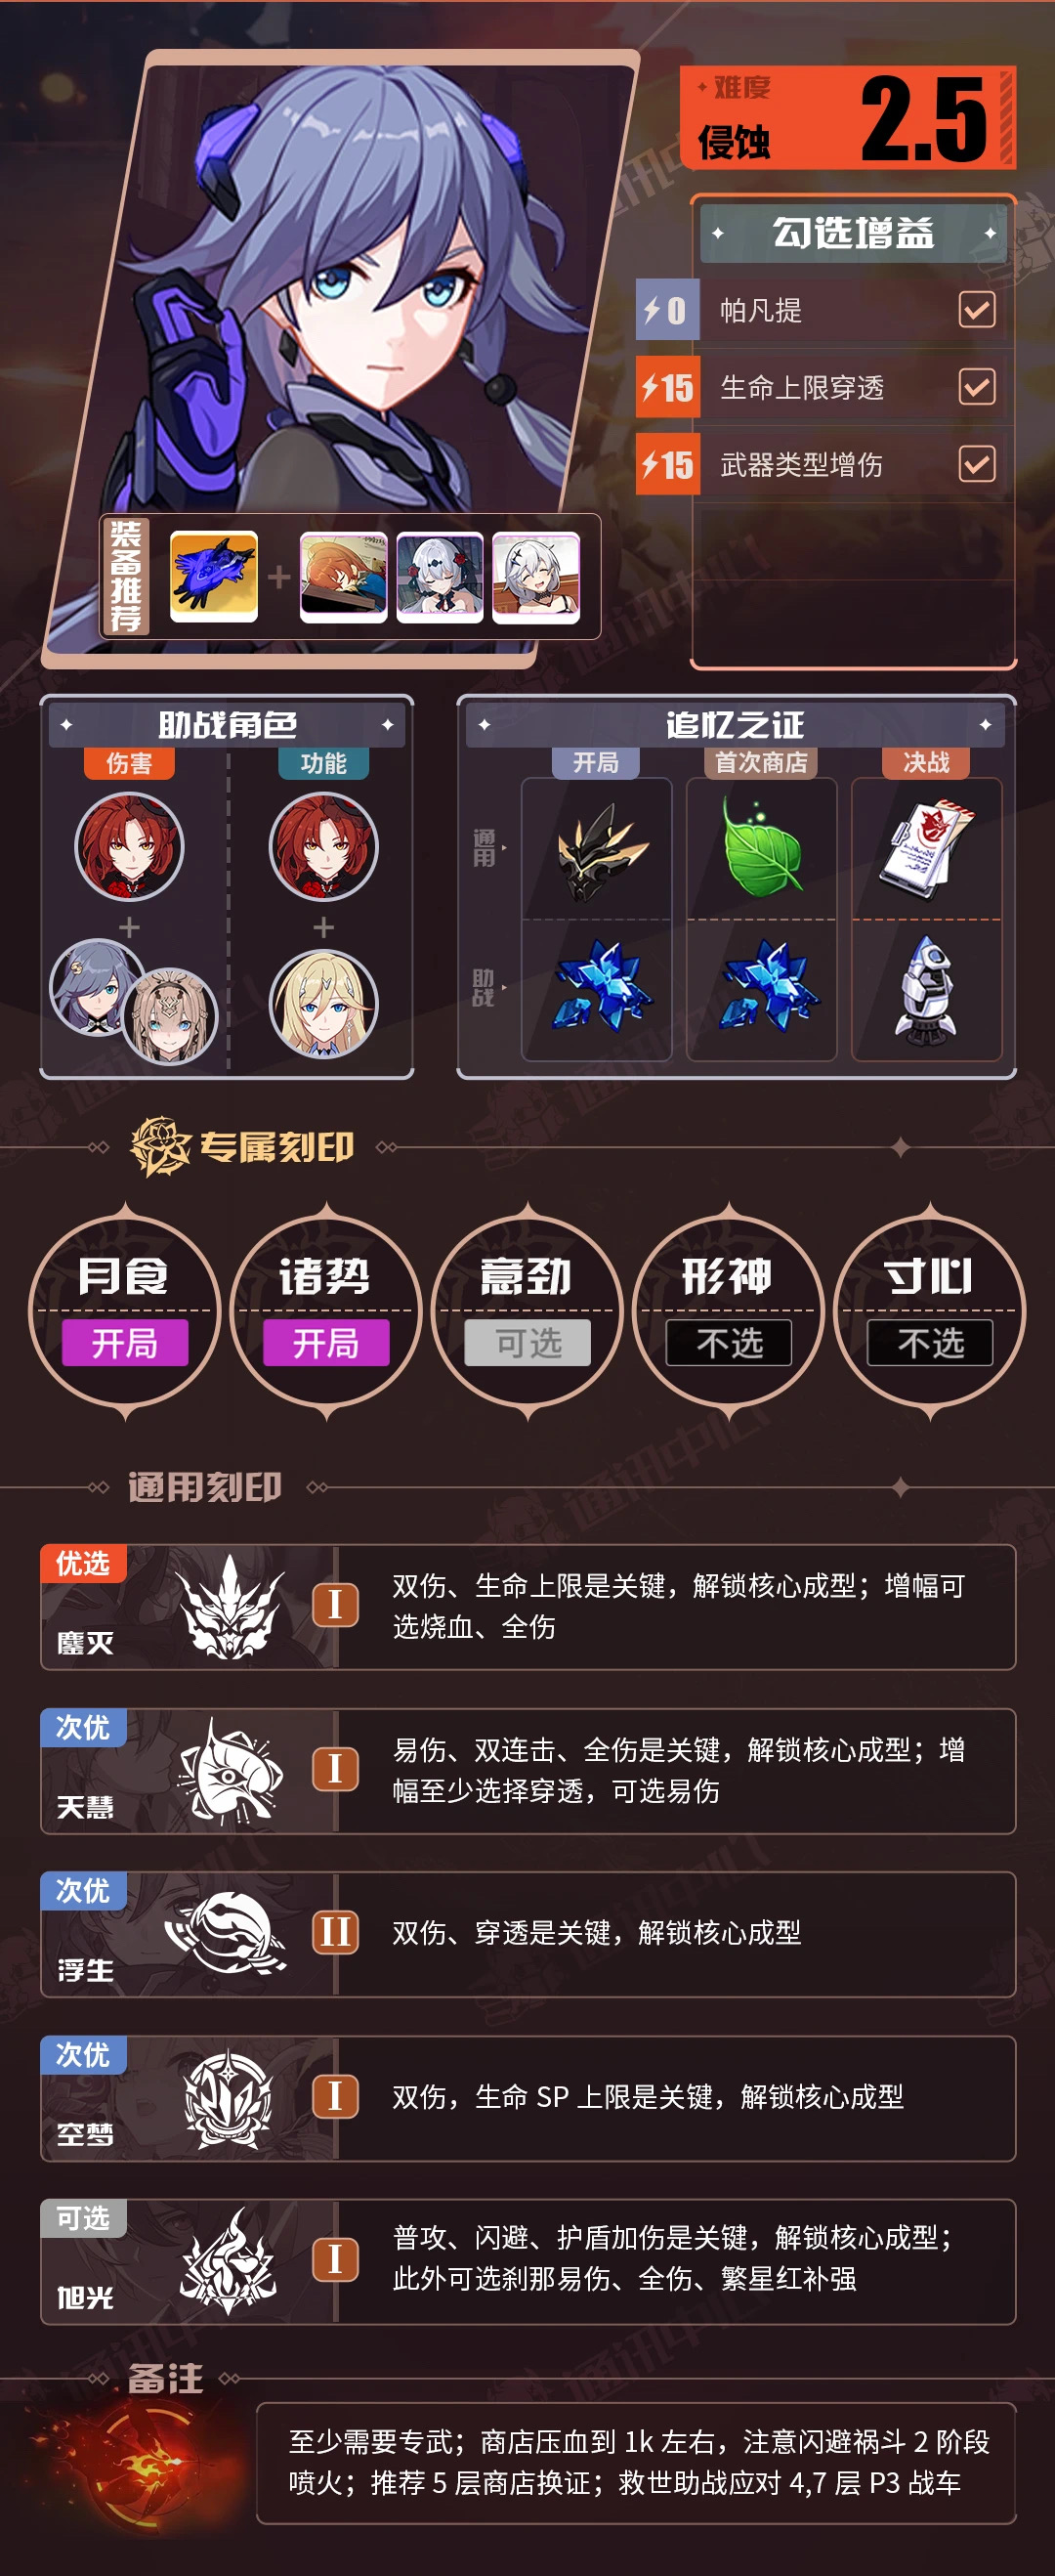 难度
侵蚀
2.5
勾选增益
0
帕凡提
15
生命上限穿透
15
武器类型增伤
装备推荐
助战角色
伤害
功能
追忆之证
开局
首次商店
决战
通用
助战
专属刻印
月食
开局
诸势
开局
意劲
可选
形神
不选
寸心
不选
通用刻印
优选
鏖灭
I
双伤、生命上限是关键，解锁核心成型；增幅可
选烧血、全伤
次优
天慧
I
易伤、双连击、全伤是关键，解锁核心成型；增
幅至少选择穿透，可选易伤
次优
浮生
II
双伤、穿透是关键，解锁核心成型
次优
空梦
I
双伤，生命 SP 上限是关键，解锁核心成型
可选
旭光
I
普攻、闪避、护盾加伤是关键，解锁核心成型；
此外可选刹那易伤、全伤、繁星红补强
备注
至少需要专武；商店压血到 1k 左右，注意闪避祸斗 2 阶段
喷火；推荐 5 层商店换证；救世助战应对 4,7 层 P3 战车
通讯中心